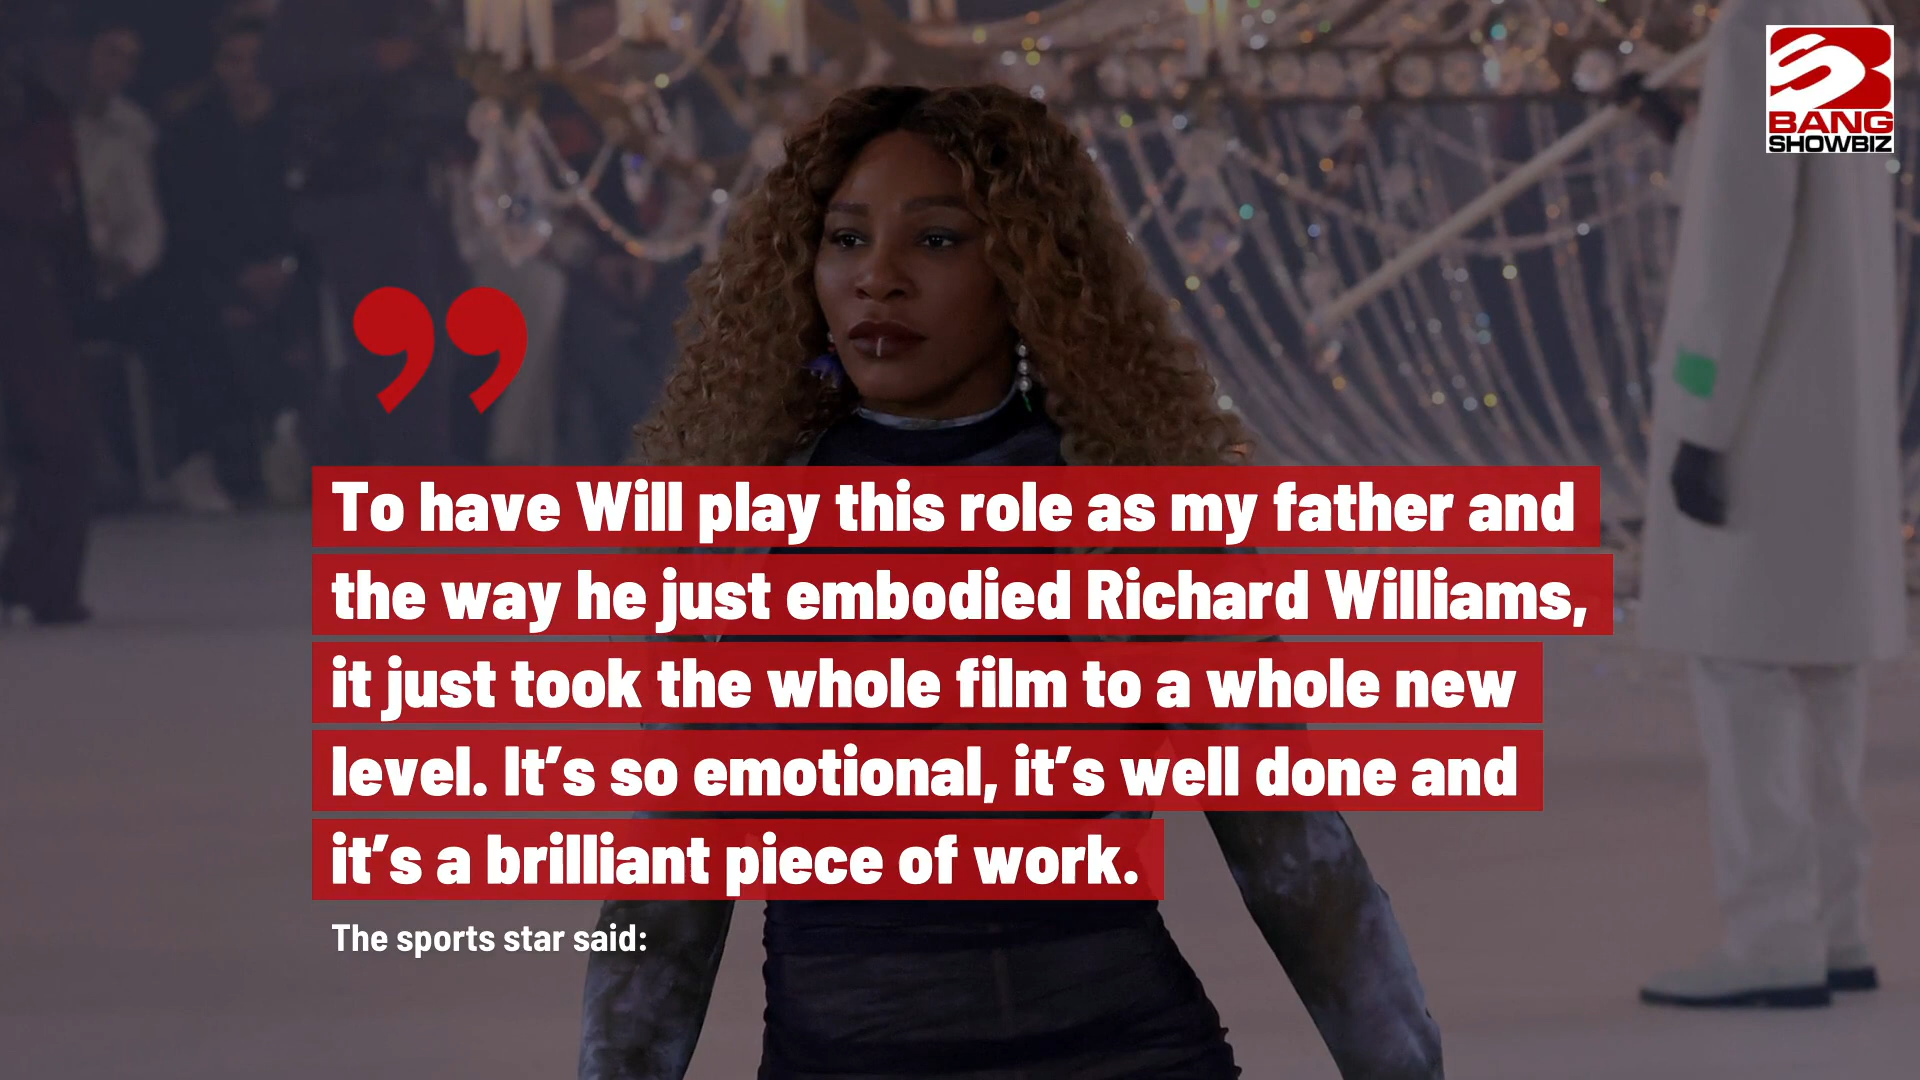 BANG
SHOWBIZ
”
To have Will play this role as my father and
the way he just embodied Richard Williams,
it just took the whole film to a whole new
level. It’s so emotional, it’s well done and
it’s a brilliant piece of work.
The sports star said: